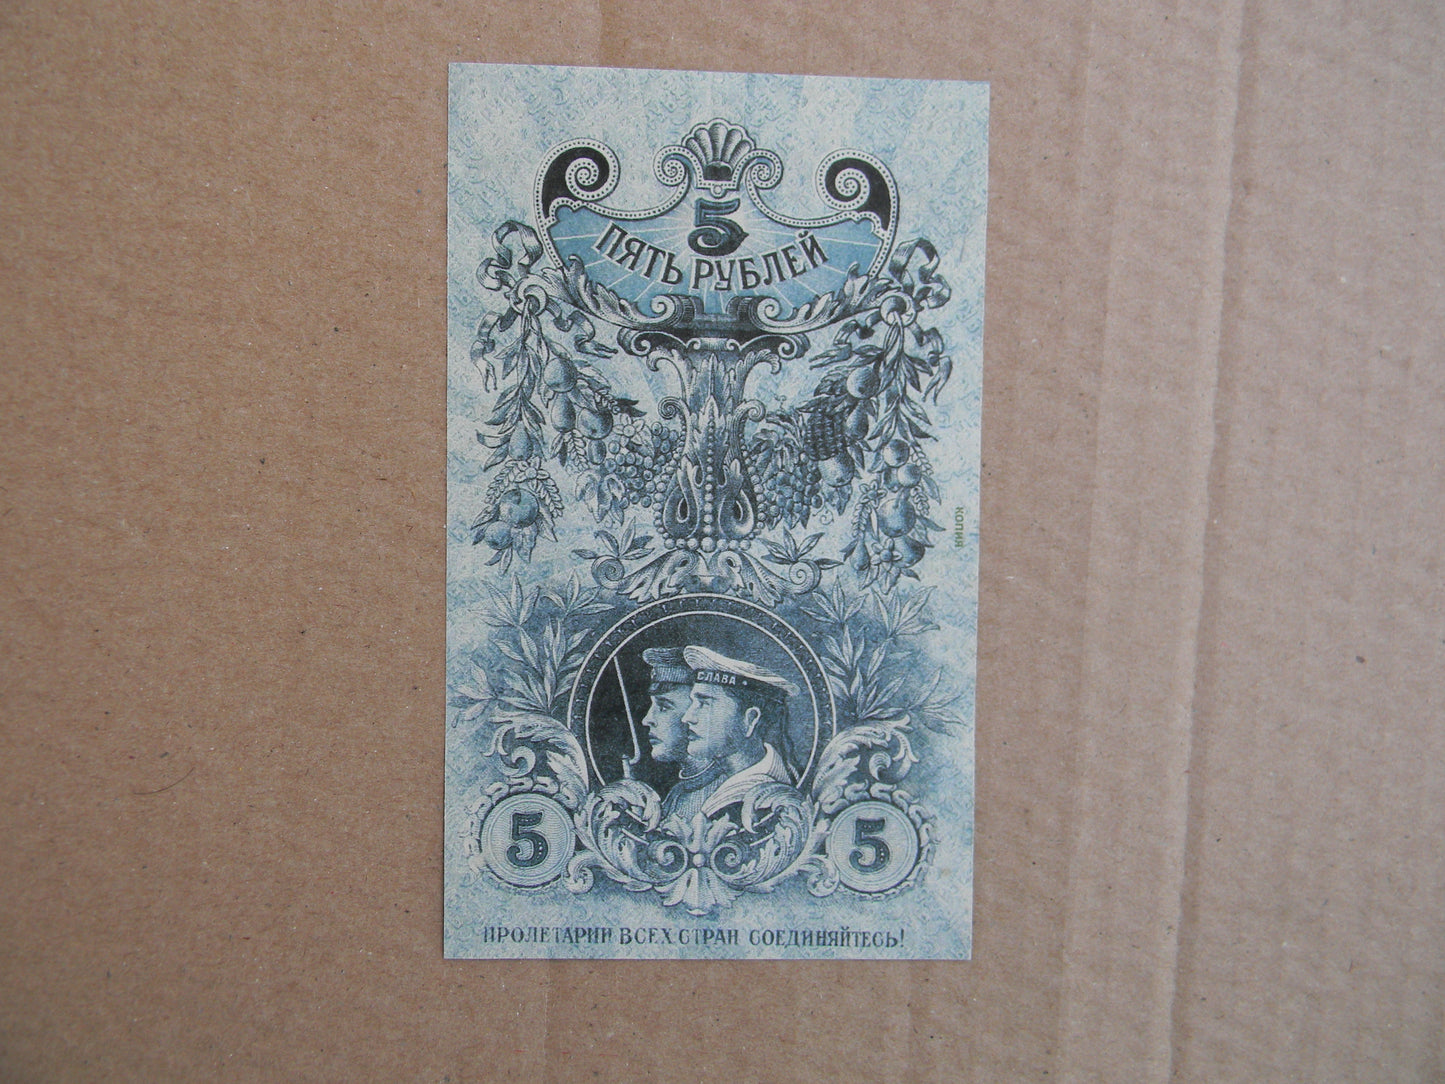 5
ПЯТЬ РУБЛЕЙ
КОПИЯ
СЛАВА
5 5
ПРОЛЕТАРИИ ВСЕХ СТРАН СОЕДИНЯЙТЕСЬ!